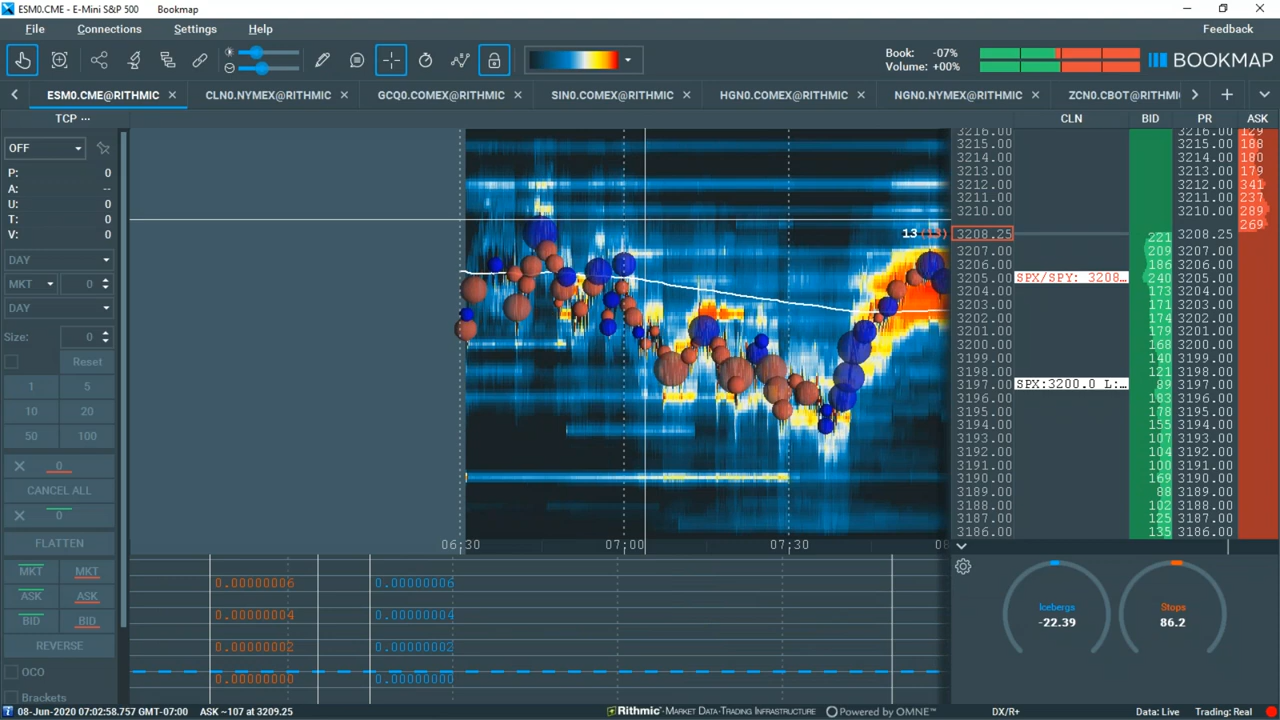 ESM0.CME - E-Mini S&P 500 Bookmap
File Connections Settings Help Feedback
Book: -07%
Volume: +00%
BOOKMAP
ESM0.CME@RITHMIC CLN0.NYMEX@RITHMIC GCQ0.COMEX@RITHMIC SIN0.COMEX@RITHMIC HGN0.COMEX@RITHMIC NGN0.NYMEX@RITHMIC ZCN0.CBOT@RITHMI
TCP ...
CLN BID PR ASK
OFF
P: 0
A: --
U: 0
T: 0
V: 0
DAY
MKT 0
DAY
Size: 0
Reset
1 5
10 20
50 100
0
CANCEL ALL
0
FLATTEN
MKT MKT
ASK ASK
BID BID
REVERSE
OCO
Brackets
3216.00 3216.00 129
3215.00 3215.00 188
3214.00 3214.00 180
3213.00 3213.00 179
3212.00 3212.00 341
3211.00 3211.00 237
3210.00 3210.00 289
269
13 (13) 3208.25 221 3208.25
3207.00 209 3207.00
3206.00 186 3206.00
3205.00 SPX/SPY: 3208… 240 3205.00
3204.00 173 3204.00
3203.00 171 3203.00
3202.00 174 3202.00
3201.00 179 3201.00
3200.00 168 3200.00
3199.00 140 3199.00
3198.00 121 3198.00
3197.00 SPX:3200.0 L:… 89 3197.00
3196.00 183 3196.00
3195.00 178 3195.00
3194.00 155 3194.00
3193.00 107 3193.00
3192.00 104 3192.00
3191.00 100 3191.00
3190.00 169 3190.00
3189.00 88 3189.00
3188.00 102 3188.00
3187.00 125 3187.00
3186.00 135 3186.00
06:30 07:00 07:30 08
0.00000006 0.00000006
0.00000004 0.00000004
0.00000002 0.00000002
0.00000000 0.00000000
Icebergs Stops
-22.39 86.2
08-Jun-2020 07:02:58.757 GMT-07:00 ASK ~107 at 3209.25 Rithmic·Market Data-Trading Infrastructure Powered by OMNE™ DX/R+ Data: Live Trading: Real